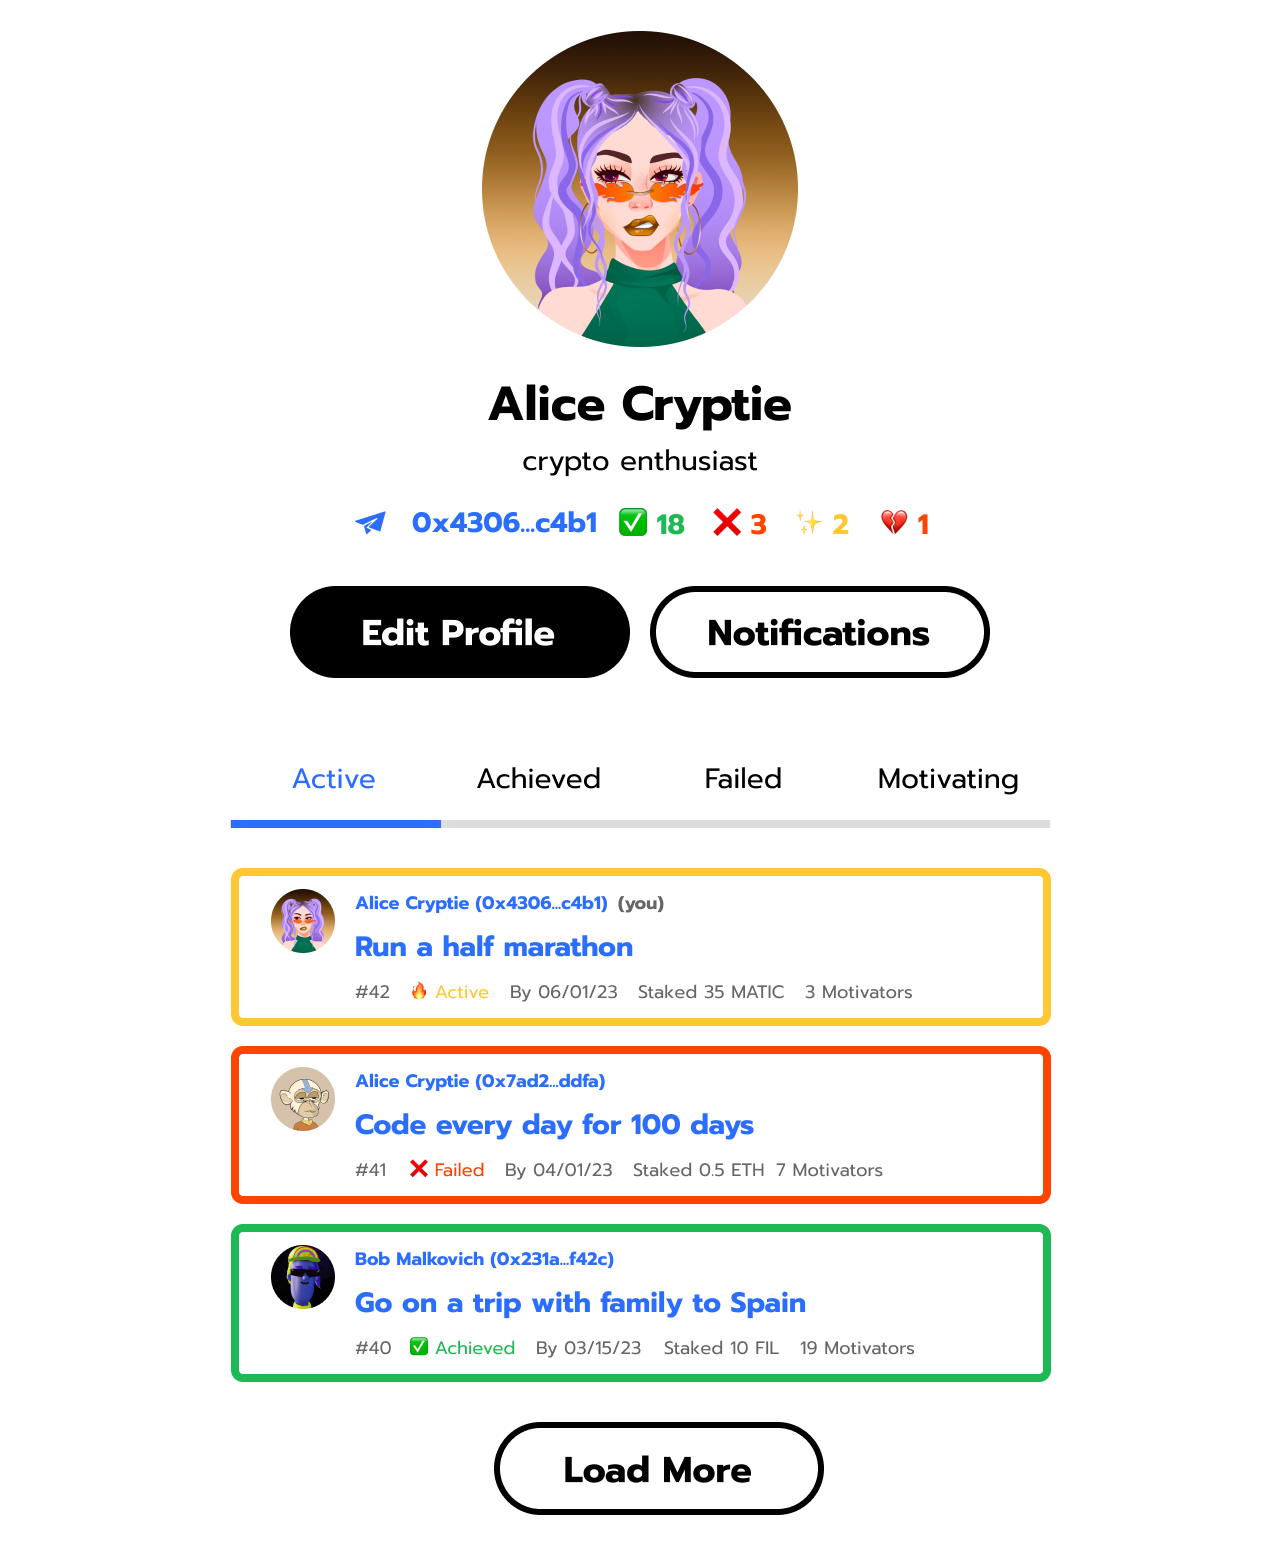 Alice Cryptie
crypto enthusiast
0x4306...c4b1 18 3 2 1
Edit Profile Notifications
Active Achieved Failed Motivating
Alice Cryptie (0x4306...c4b1) (you)
Run a half marathon
#42 Active By 06/01/23 Staked 35 MATIC 3 Motivators
Alice Cryptie (0x7ad2...ddfa)
Code every day for 100 days
#41 Failed By 04/01/23 Staked 0.5 ETH 7 Motivators
Bob Malkovich (0x231a...f42c)
Go on a trip with family to Spain
#40 Achieved By 03/15/23 Staked 10 FIL 19 Motivators
Load More